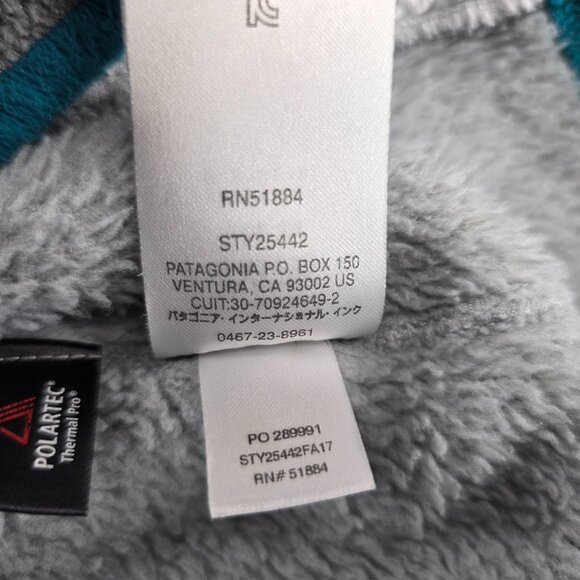 RN51884
STY25442
PATAGONIA P.O. BOX 150
VENTURA, CA 93002 US
CUIT:30-70924649-2
パタゴニア・インターナショナル・インク
0467-23-8961
POLARTEC®
Thermal Pro®
PO 289991
STY25442FA17
RN# 51884